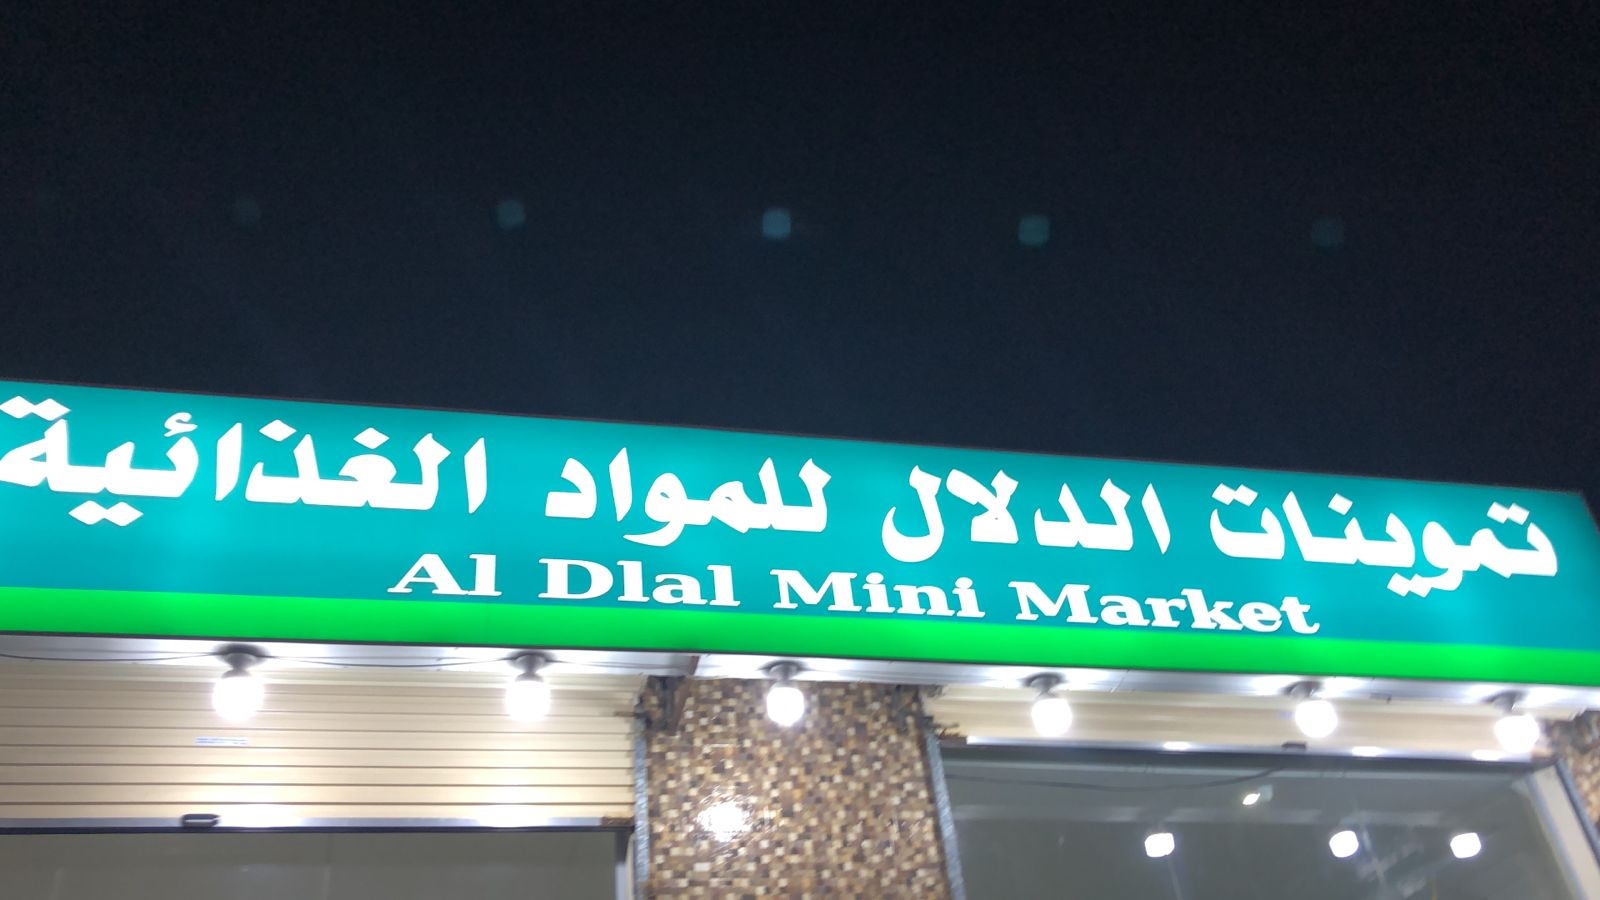 تموينات الدلال للمواد الغذائية
Al Dlal Mini Market